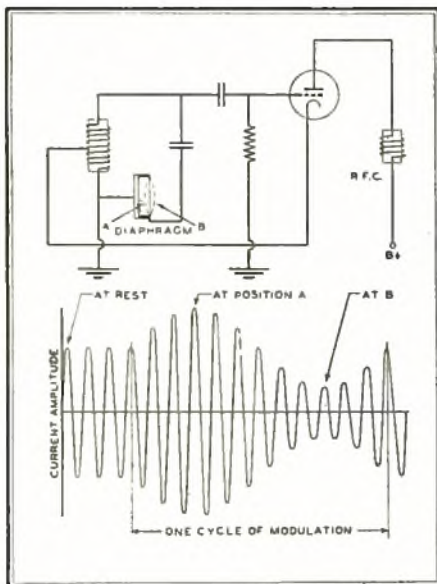 R.F.C.
A DIAPHRAGM B
B+
AT REST
AT POSITION A
AT B
CURRENT AMPLITUDE
ONE CYCLE OF MODULATION